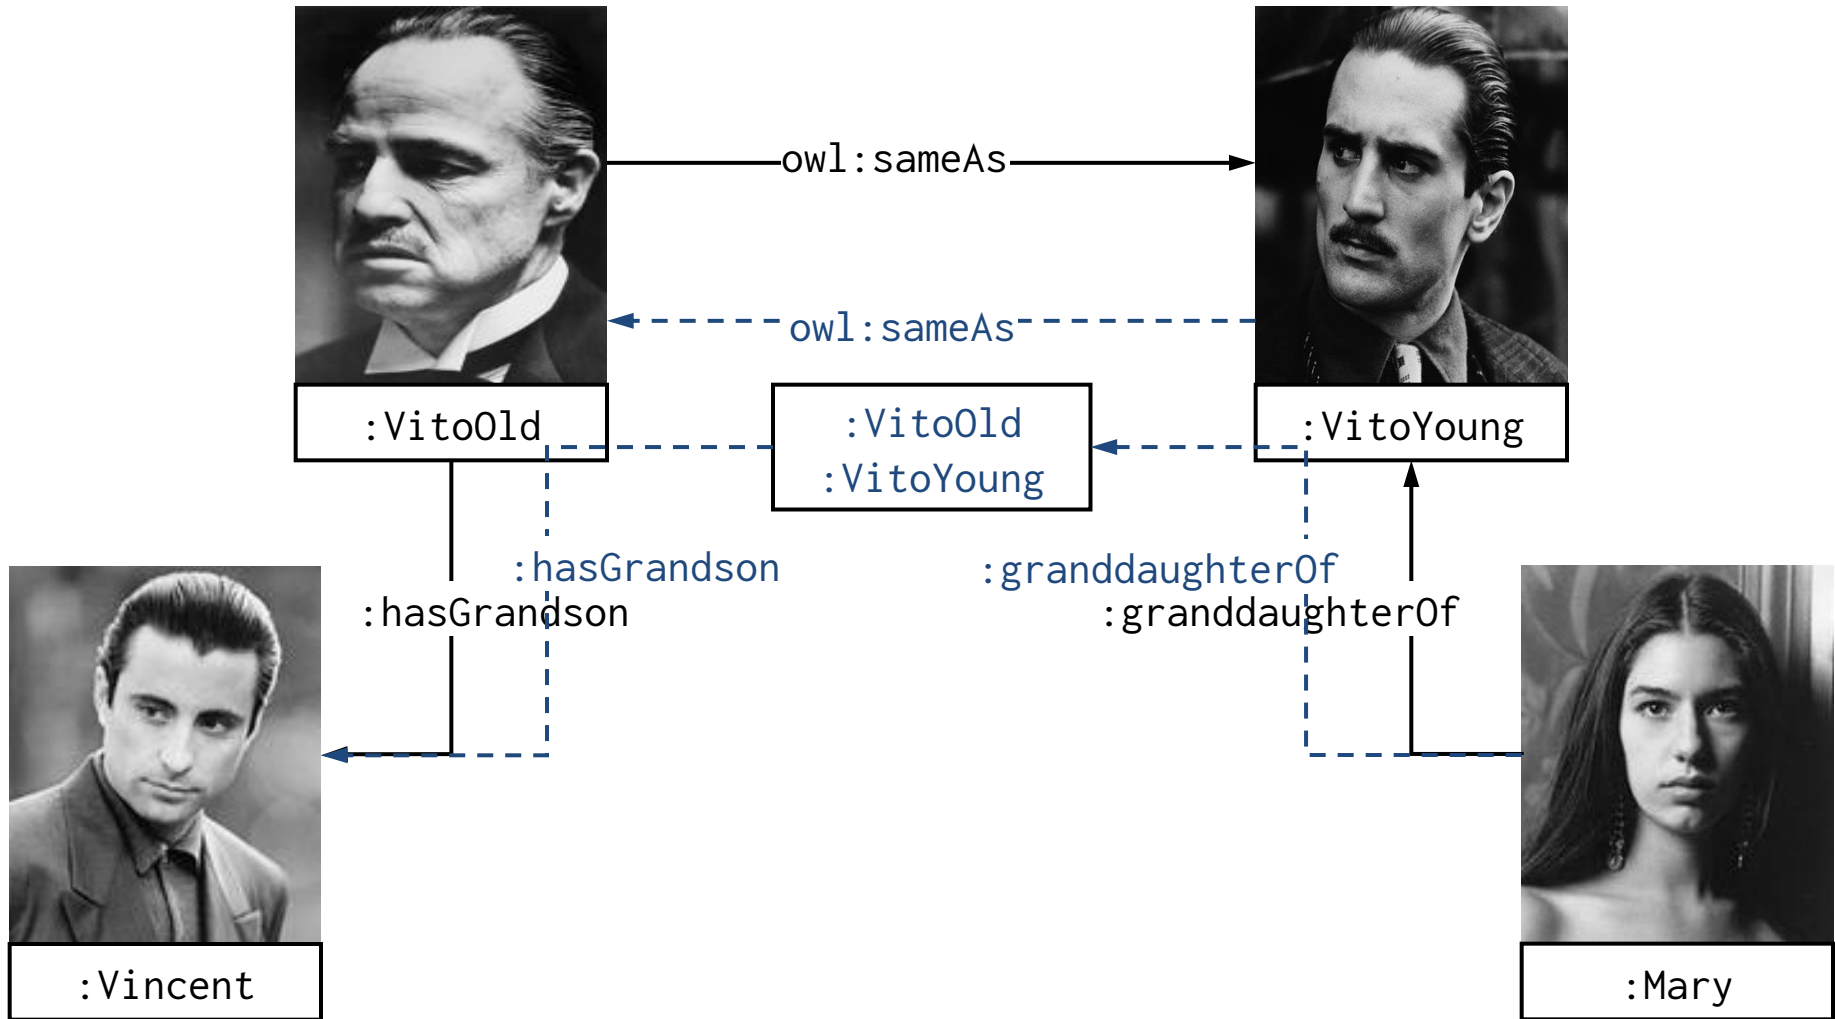 owl:sameAs
owl:sameAs
:VitoOld
:VitoOld
:VitoYoung
:VitoYoung
:hasGrandson
:granddaughterOf
:hasGrandson
:granddaughterOf
:Vincent
:Mary